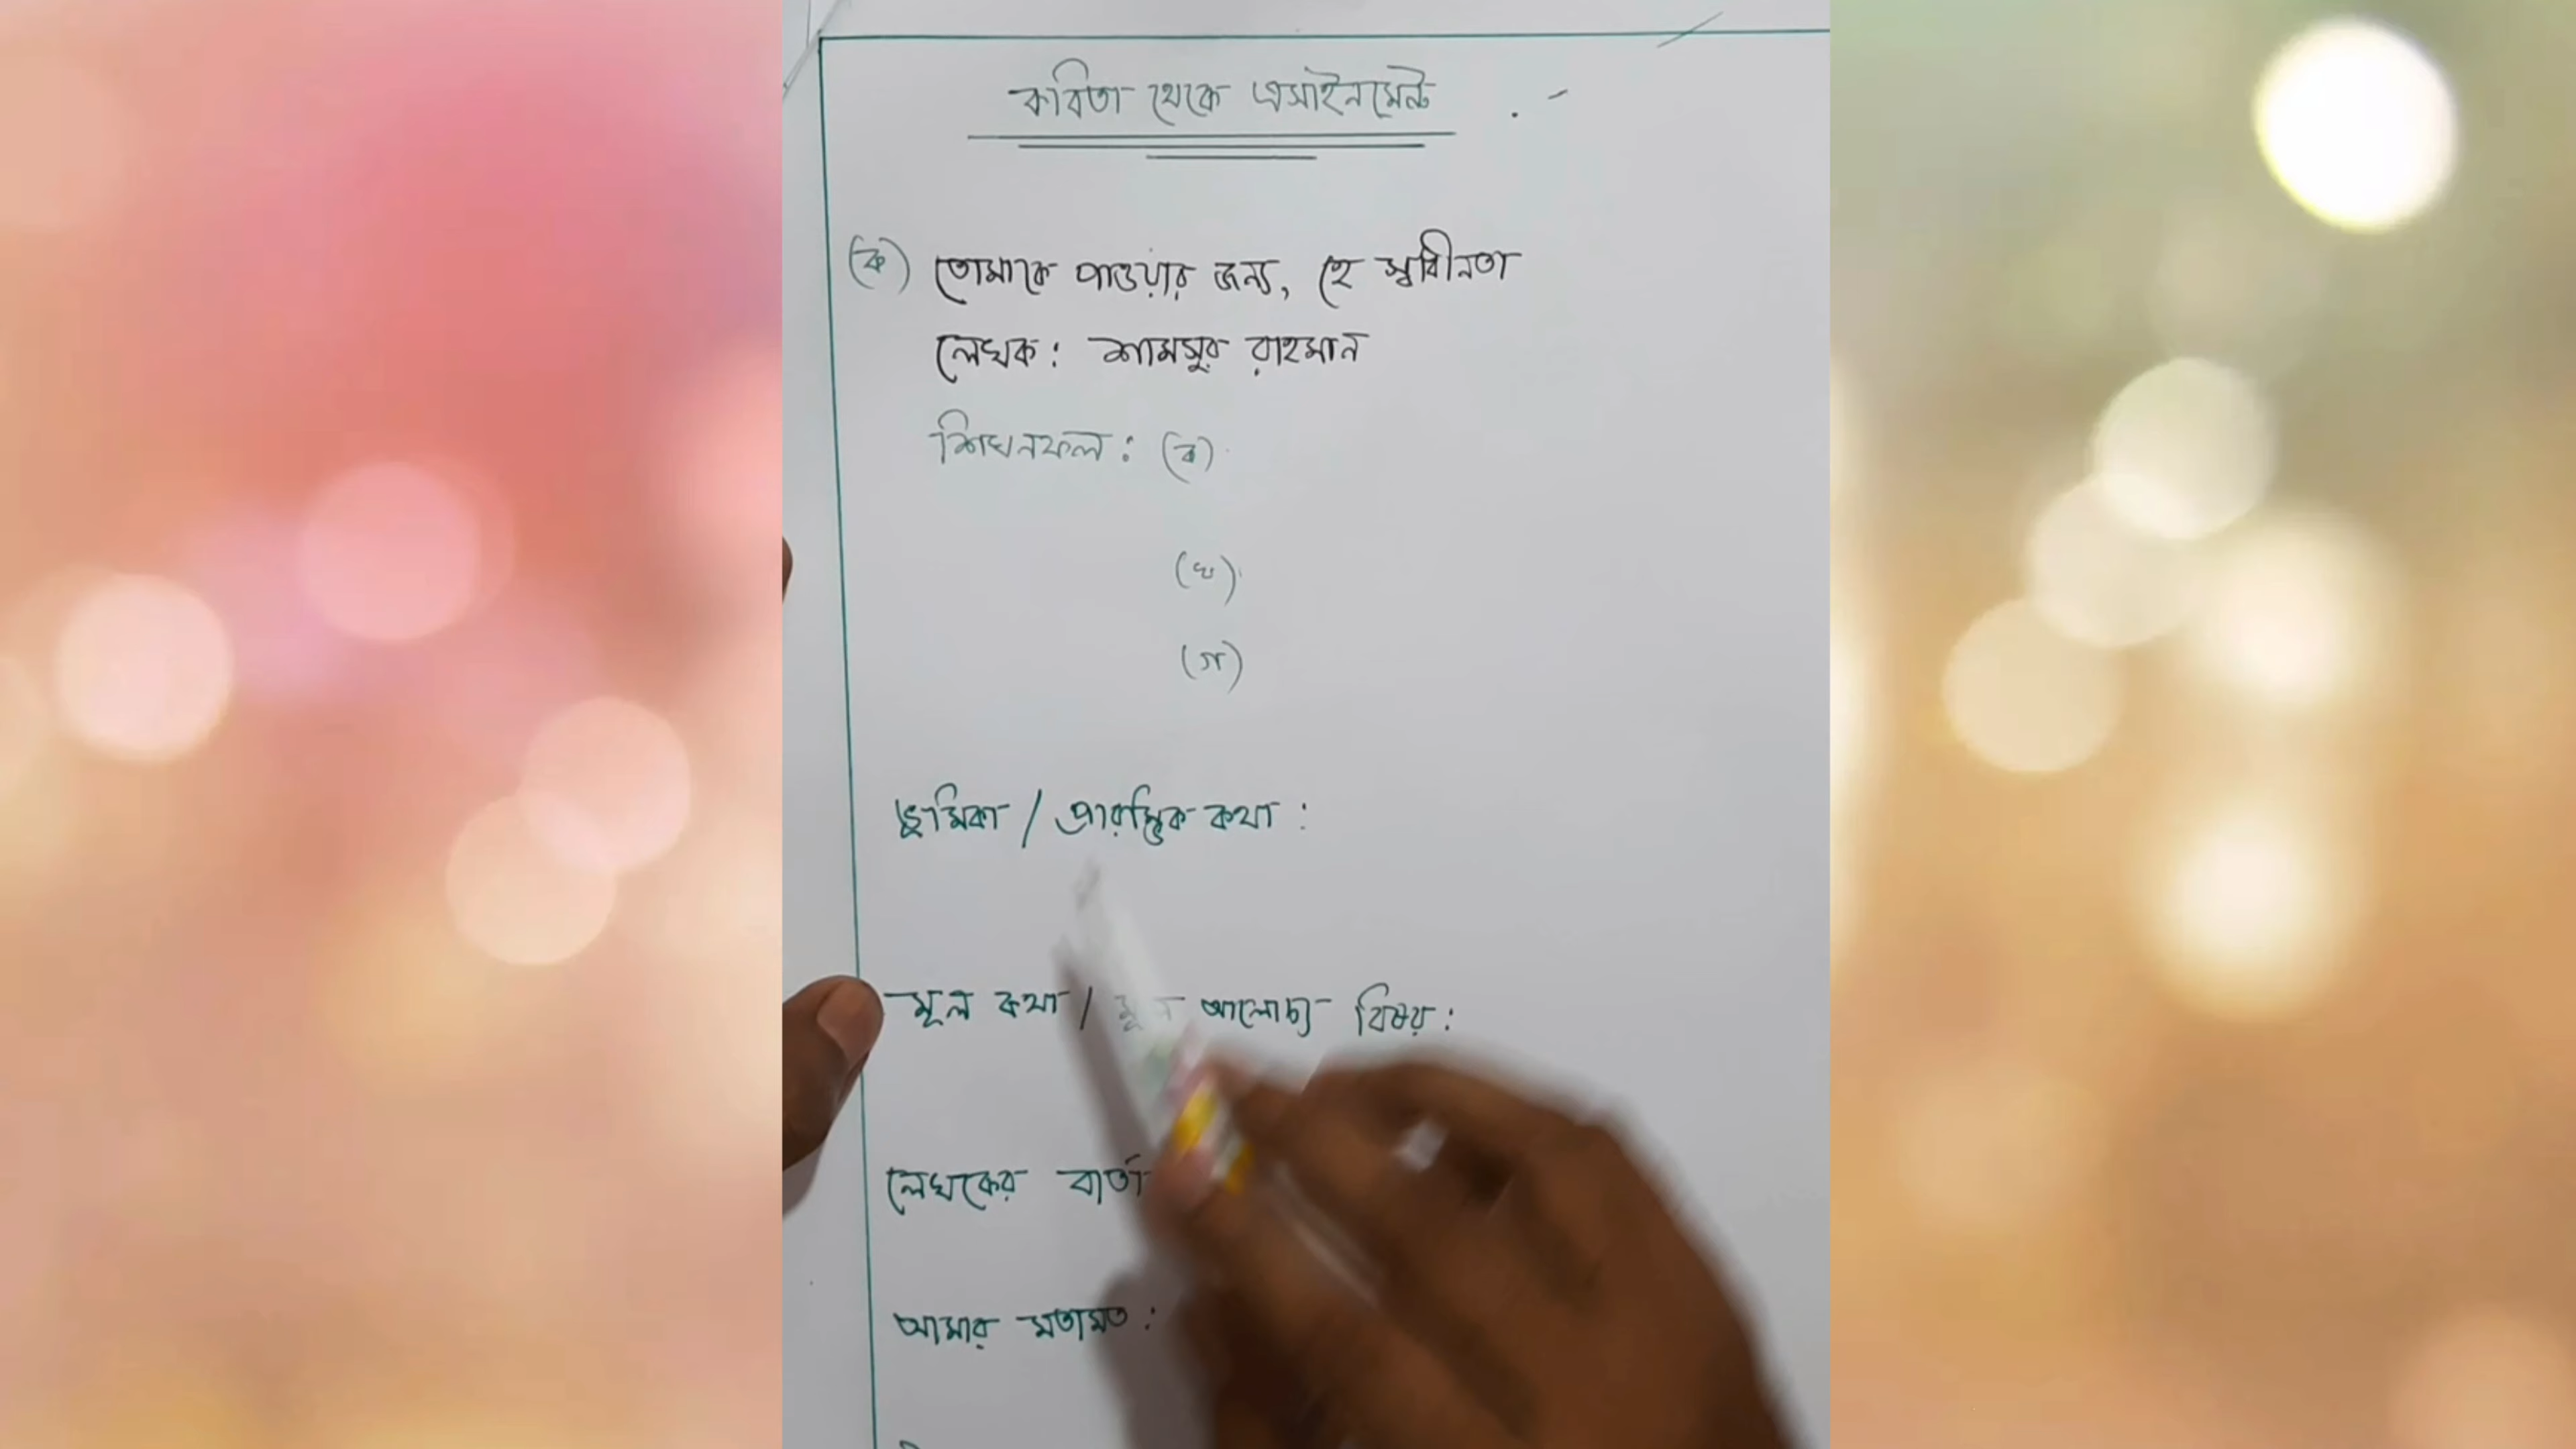 কবিতা থেকে এসাইনমেন্ট
(ক) তোমাকে পাওয়ার জন্য, হে স্বাধীনতা
লেখক: শামসুর রাহমান
শিখনফল: (ক)
(খ)
(গ)
ভূমিকা / প্রারম্ভিক কথা:
মূল কথা / মূল আলোচ্য বিষয়:
লেখকের বার্তা
আমার মতামত: